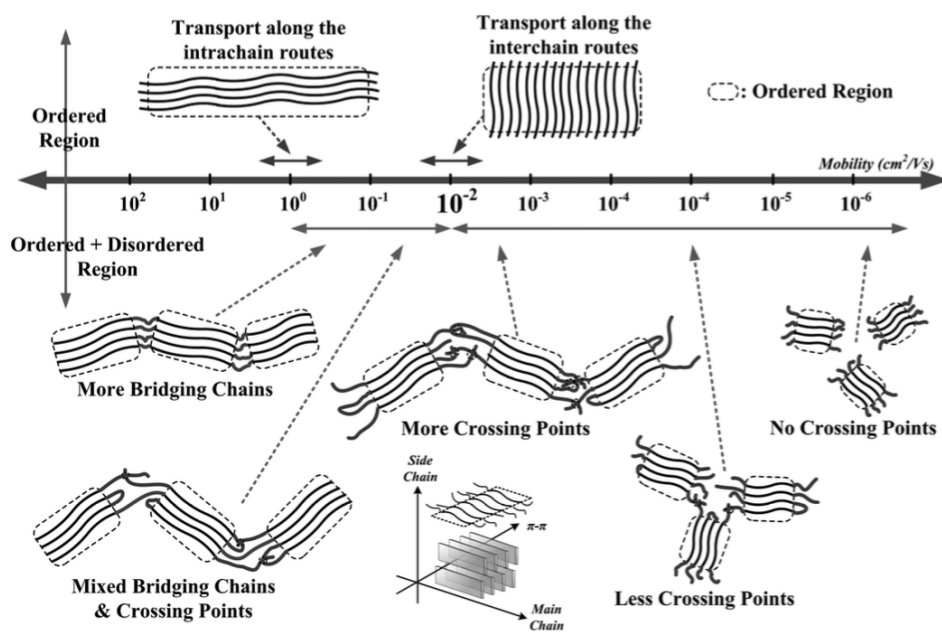 Transport along the
intrachain routes
Transport along the
interchain routes
: Ordered Region
Ordered
Region
Mobility (cm²/Vs)
10² 10¹ 10⁰ 10⁻¹ 10⁻² 10⁻³ 10⁻⁴ 10⁻⁴ 10⁻⁵ 10⁻⁶
Ordered + Disordered
Region
More Bridging Chains
More Crossing Points
No Crossing Points
Mixed Bridging Chains
& Crossing Points
Side
Chain
π-π
Main
Chain
Less Crossing Points